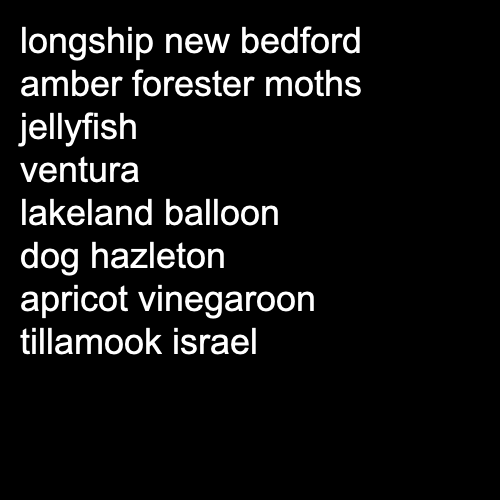 longship new bedford
amber forester moths
jellyfish
ventura
lakeland balloon
dog hazleton
apricot vinegaroon
tillamook israel